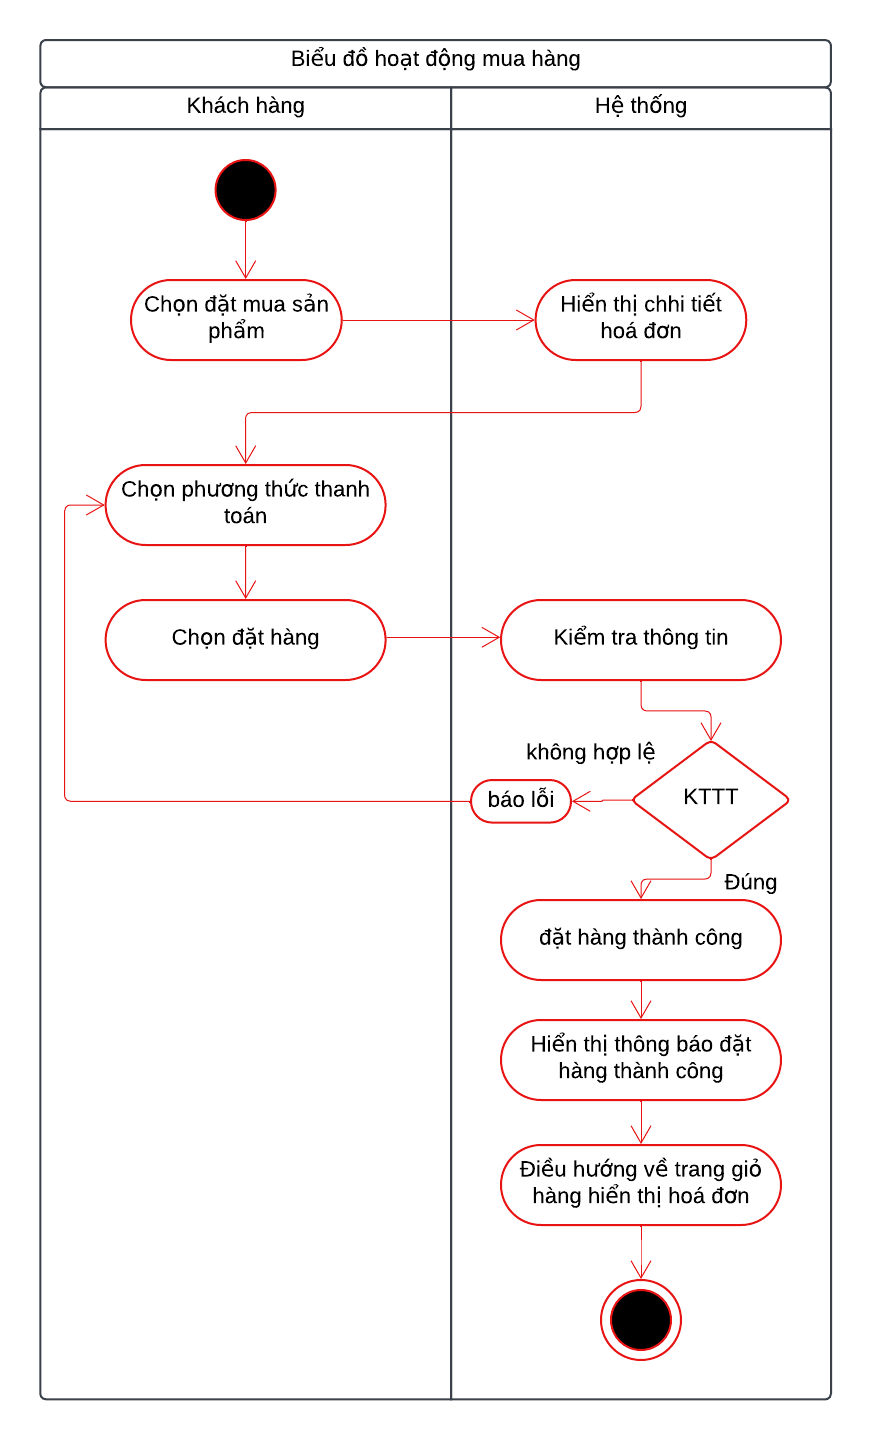 Biểu đồ hoạt động mua hàng
Khách hàng
Hệ thống
Chọn đặt mua sản
phẩm
Hiển thị chhi tiết
hoá đơn
Chọn phương thức thanh
toán
Chọn đặt hàng
Kiểm tra thông tin
không hợp lệ
KTTT
báo lỗi
Đúng
đặt hàng thành công
Hiển thị thông báo đặt
hàng thành công
Điều hướng về trang giỏ
hàng hiển thị hoá đơn